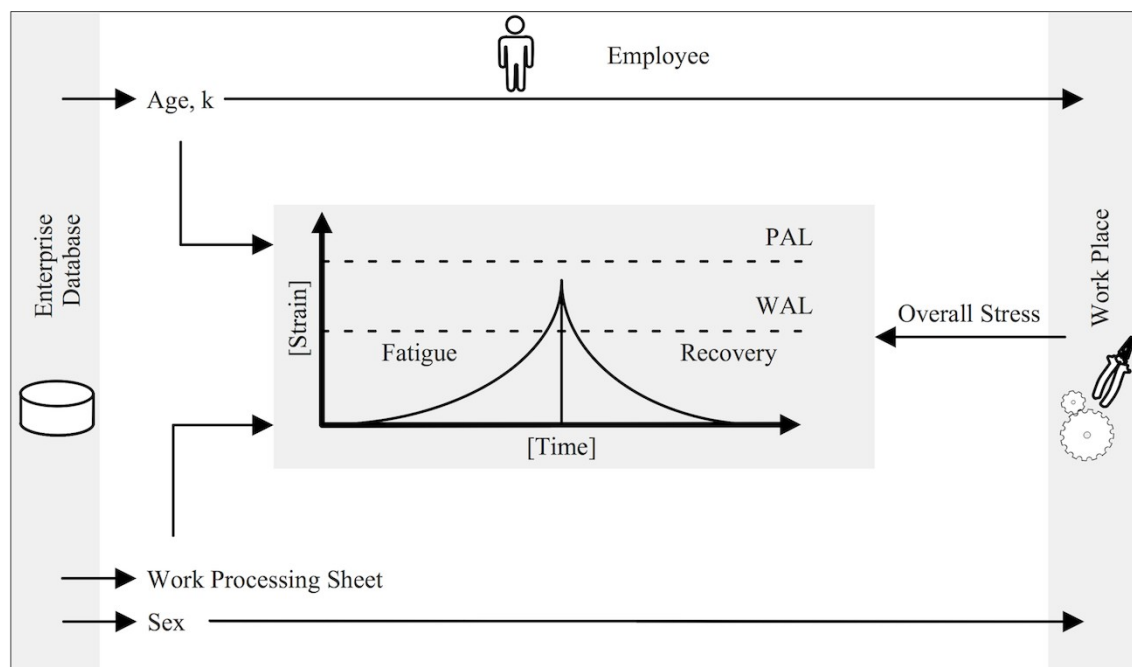 Employee
Age, k
Enterprise
Database
PAL
WAL
[Strain]
Fatigue
Recovery
[Time]
Overall Stress
Work Place
Work Processing Sheet
Sex